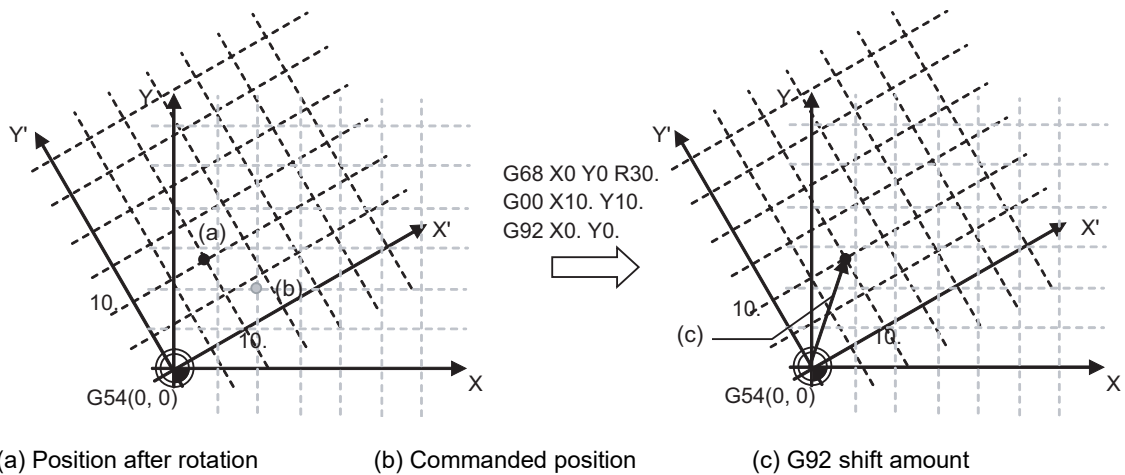 Y
Y'
(a)
X'
(b)
10.
10.
G54(0, 0)
X
G68 X0 Y0 R30.
G00 X10. Y10.
G92 X0. Y0.
Y
Y'
X'
10.
(c)
10.
G54(0, 0)
X
(a) Position after rotation
(b) Commanded position
(c) G92 shift amount